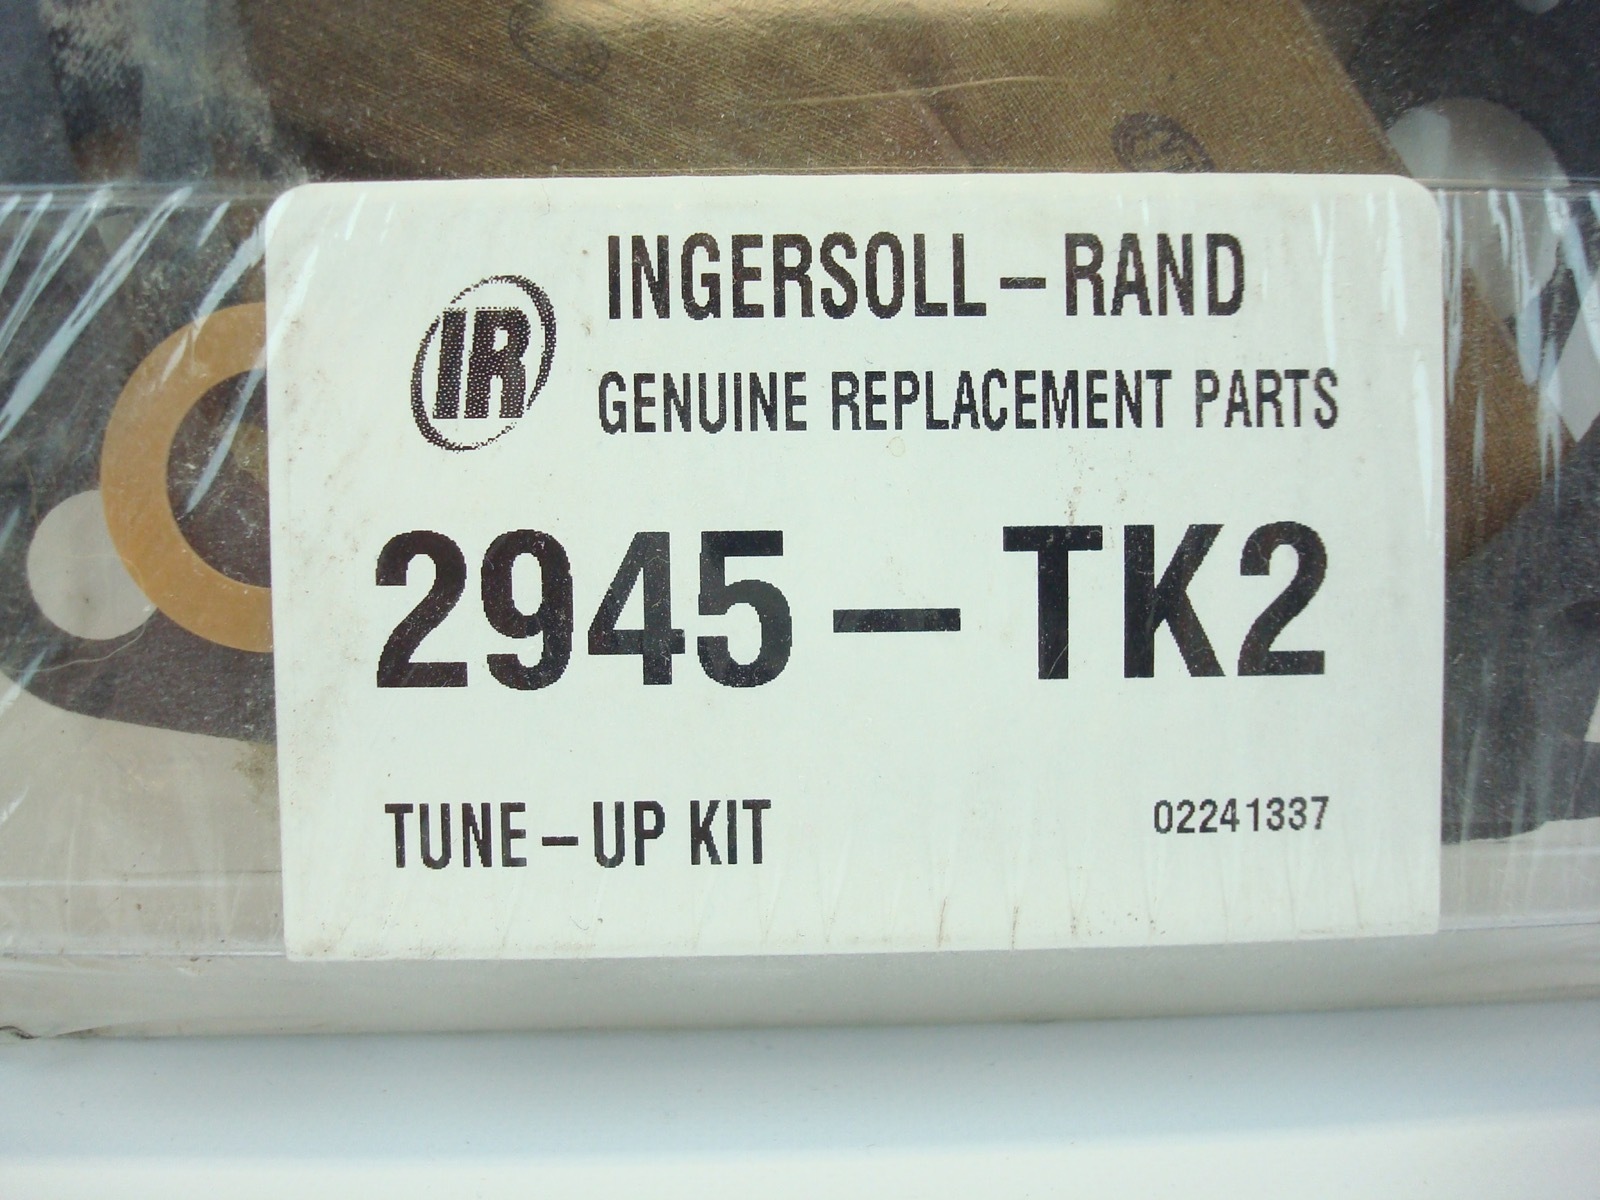 INGERSOLL-RAND
IR
GENUINE REPLACEMENT PARTS
2945-TK2
TUNE-UP KIT
02241337